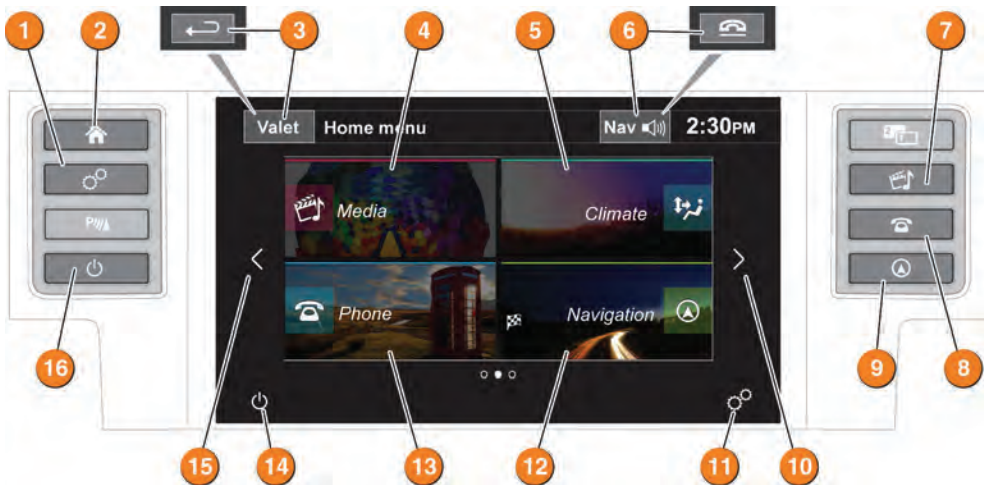 1 2 3 4 5 6 7
Valet Home menu Nav 2:30PM
Media Climate
Phone Navigation
16 9 8
15 14 13 12 11 10